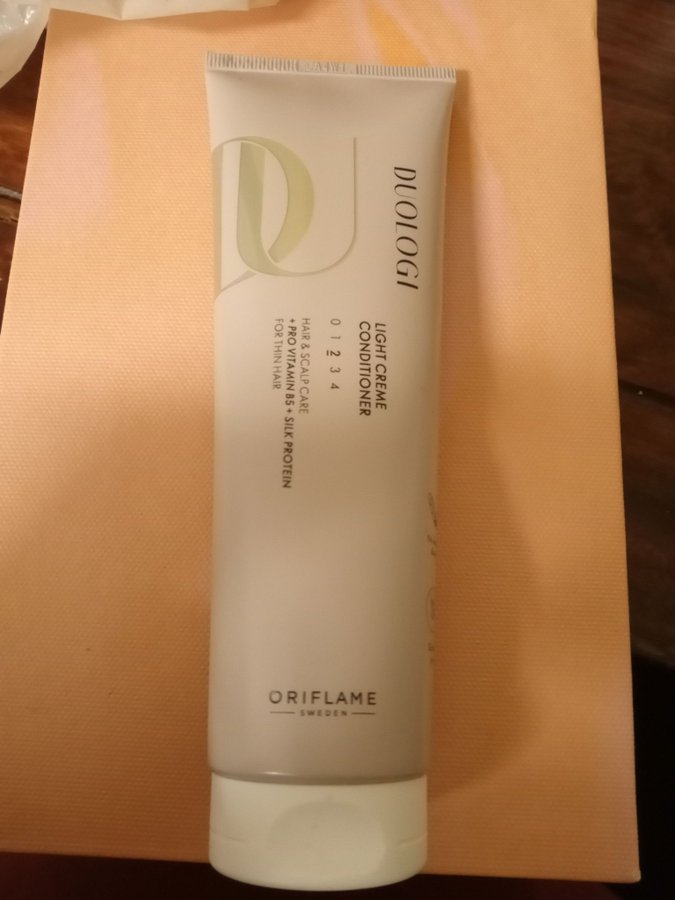 DUOLOGI
LIGHT CREME
CONDITIONER
0 1 2 3 4
HAIR & SCALP CARE
+ PRO VITAMIN B5 + SILK PROTEIN
FOR THIN HAIR
ORIFLAME
SWEDEN